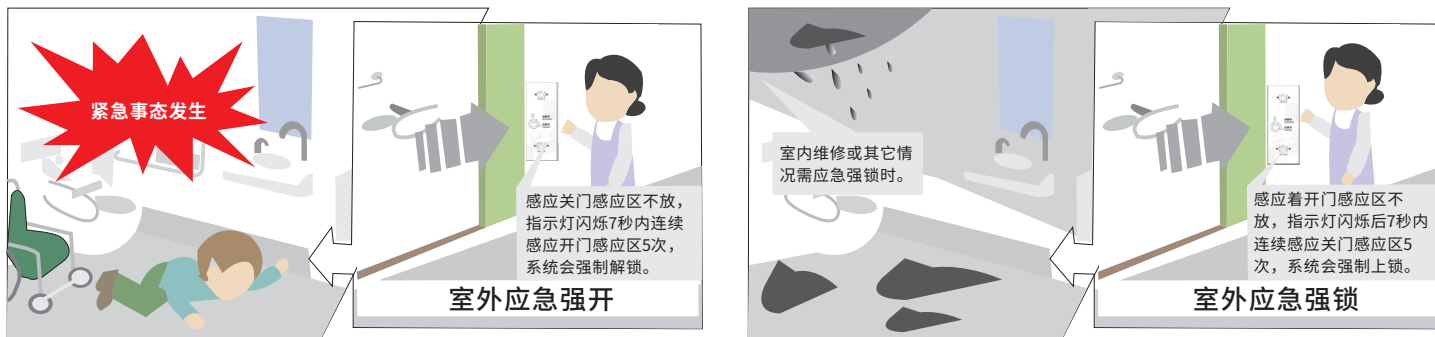 紧急事态发生
感应关门感应区不放，
指示灯闪烁7秒内连续
感应开门感应区5次，
系统会强制解锁。
室外应急强开
室内维修或其它情
况需应急强锁时。
感应着开门感应区不
放，指示灯闪烁后7秒内
连续感应关门感应区5
次，系统会强制上锁。
室外应急强锁